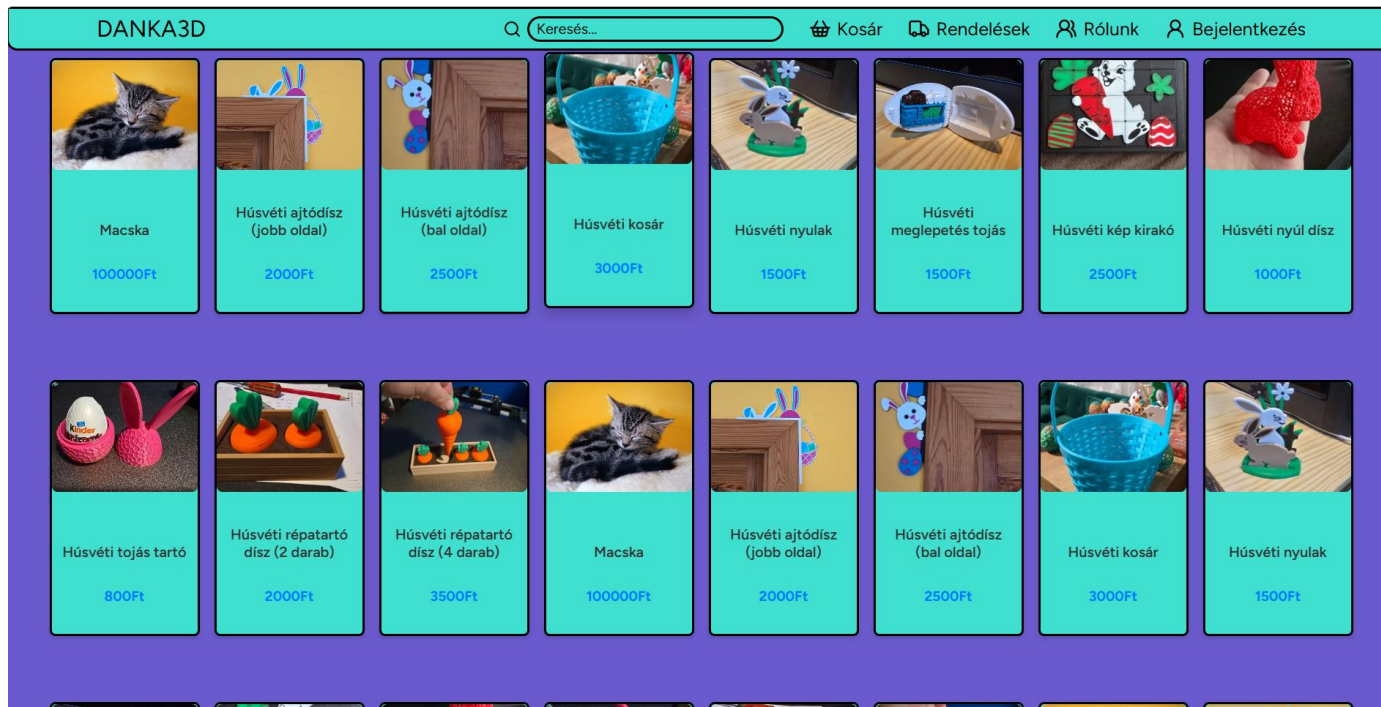 DANKA3D
Keresés...
Kosár
Rendelések
Rólunk
Bejelentkezés
Macska
100000Ft
Húsvéti ajtódísz
(jobb oldal)
2000Ft
Húsvéti ajtódísz
(bal oldal)
2500Ft
Húsvéti kosár
3000Ft
Húsvéti nyulak
1500Ft
Húsvéti
meglepetés tojás
1500Ft
Húsvéti kép kirakó
2500Ft
Húsvéti nyúl dísz
1000Ft
Kinder
Húsvéti tojás tartó
800Ft
Húsvéti répatartó
dísz (2 darab)
2000Ft
Húsvéti répatartó
dísz (4 darab)
3500Ft
Macska
100000Ft
Húsvéti ajtódísz
(jobb oldal)
2000Ft
Húsvéti ajtódísz
(bal oldal)
2500Ft
Húsvéti kosár
3000Ft
Húsvéti nyulak
1500Ft